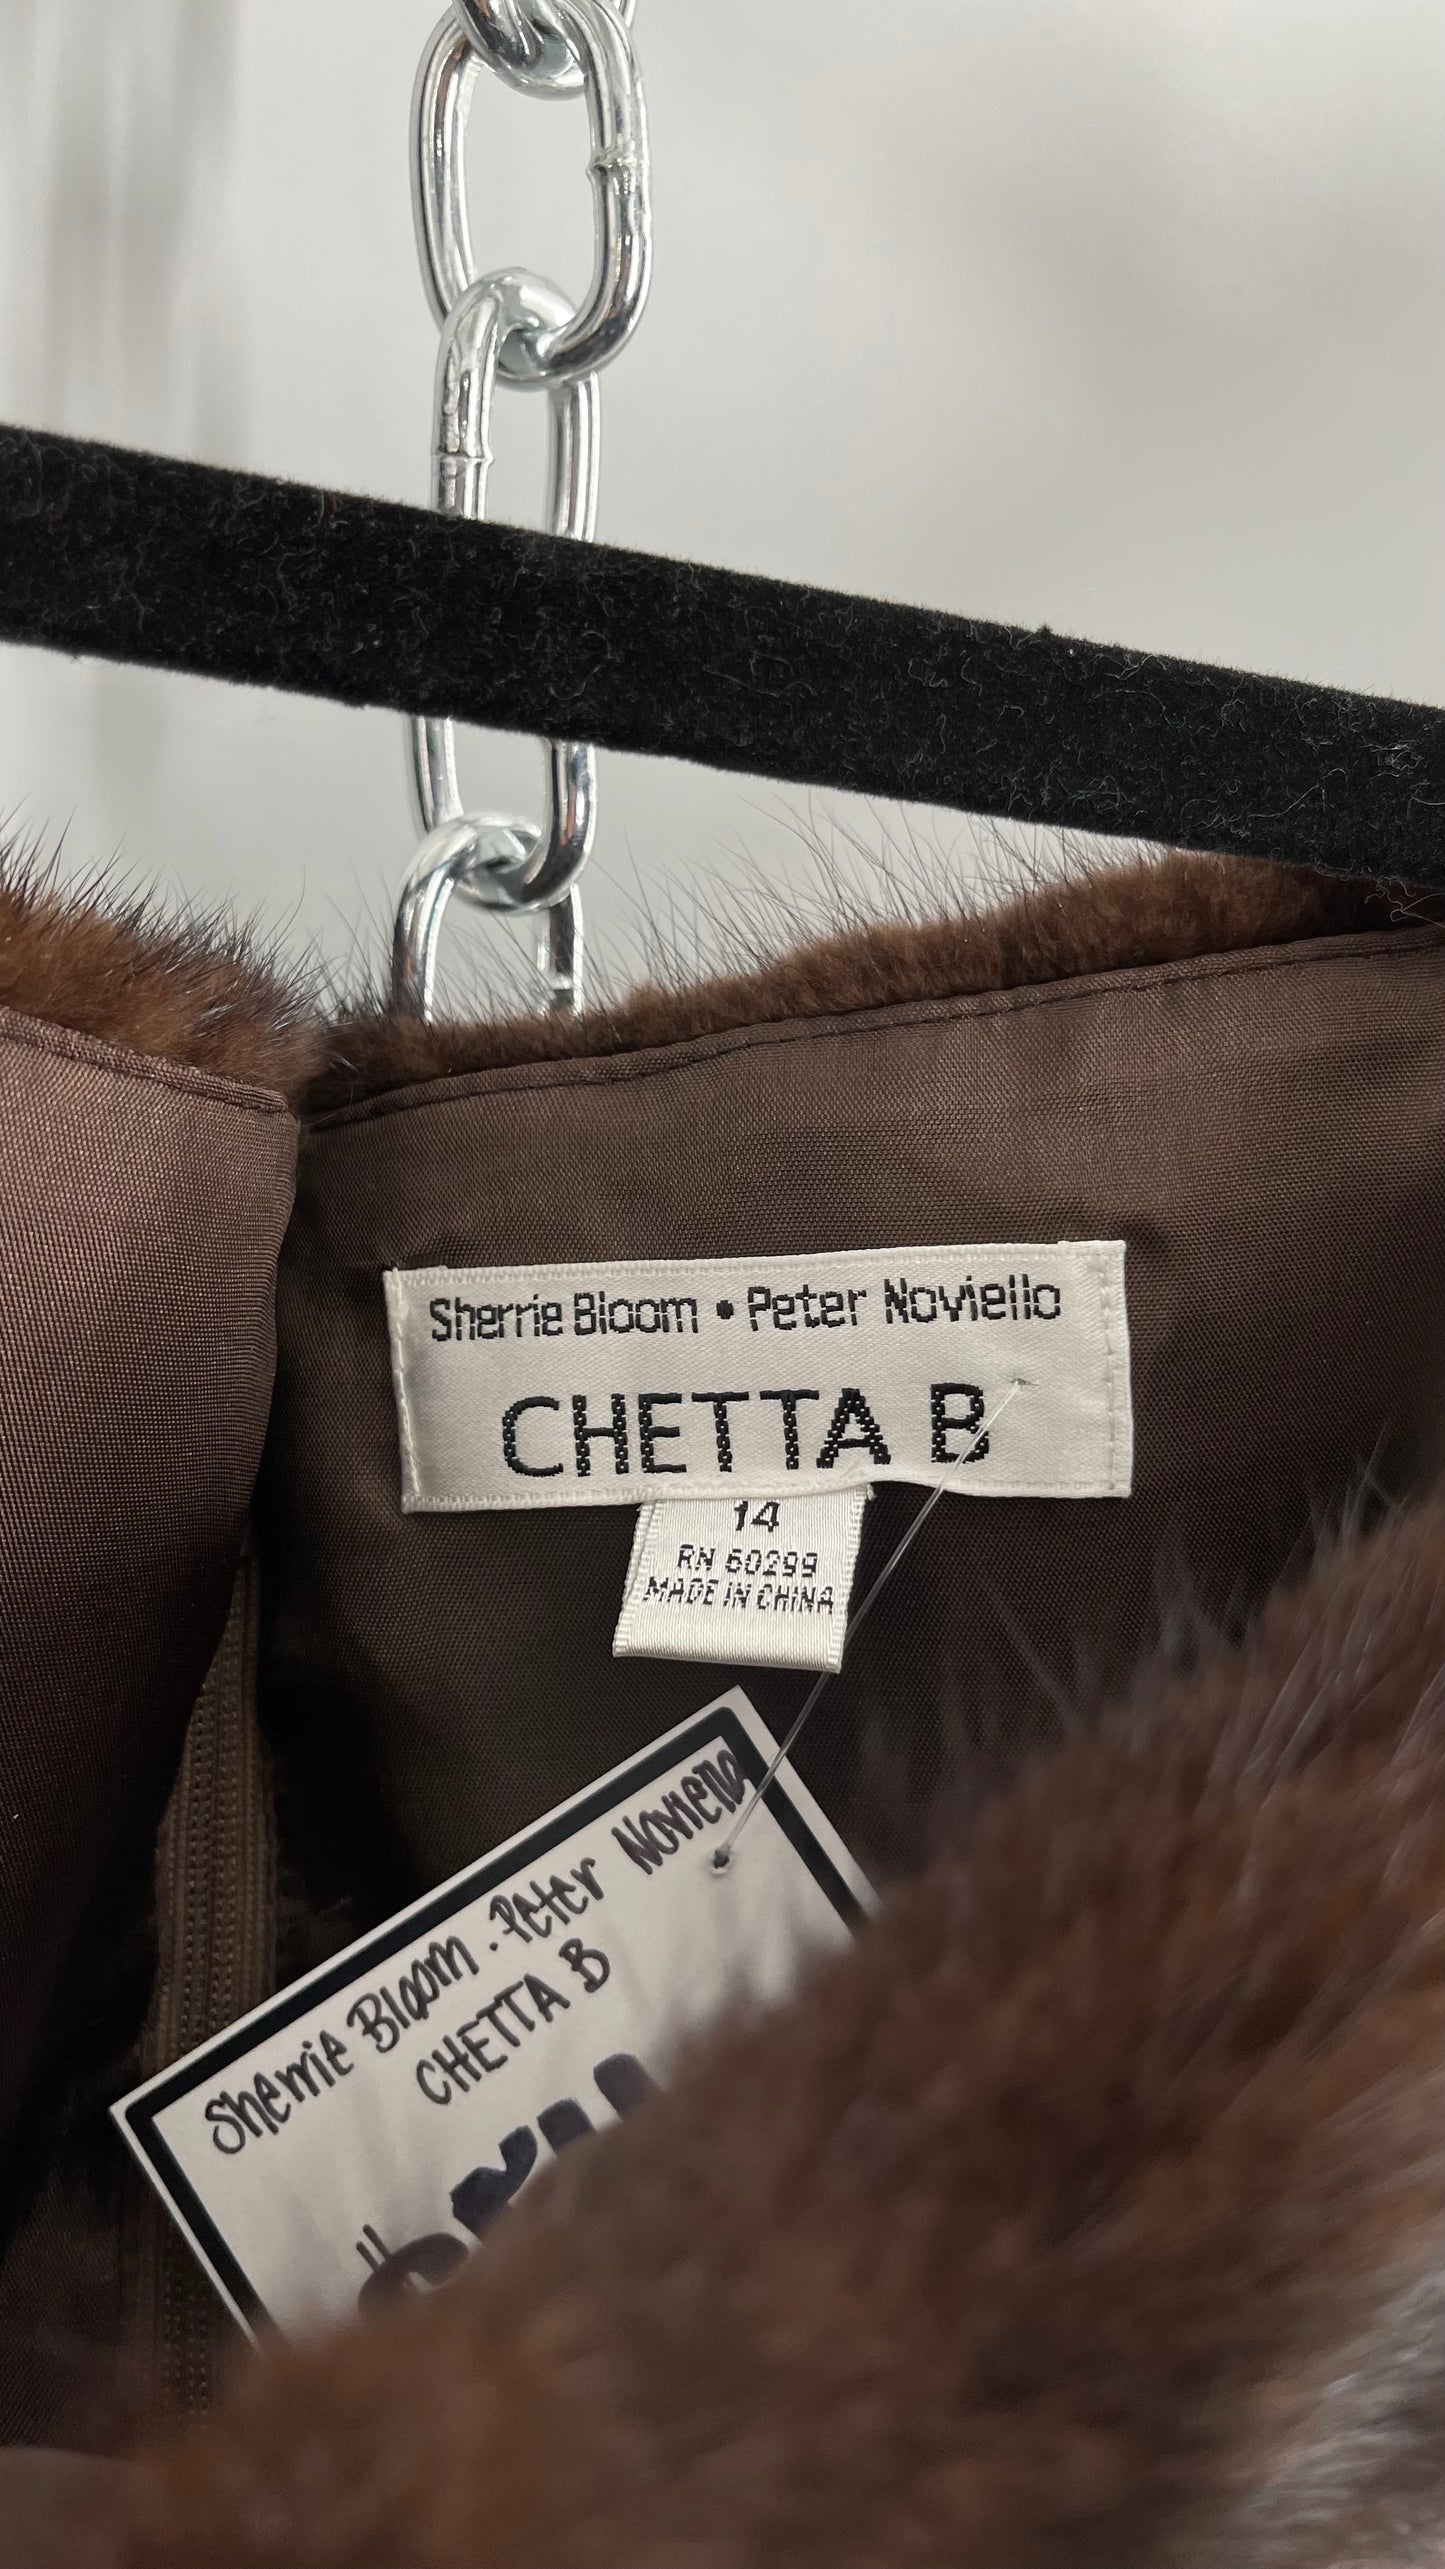 Sherrie Bloom • Peter Noviello
CHETTA B
14
RN 60299
MADE IN CHINA
Sherrie Bloom . Peter Noviello
CHETTA B